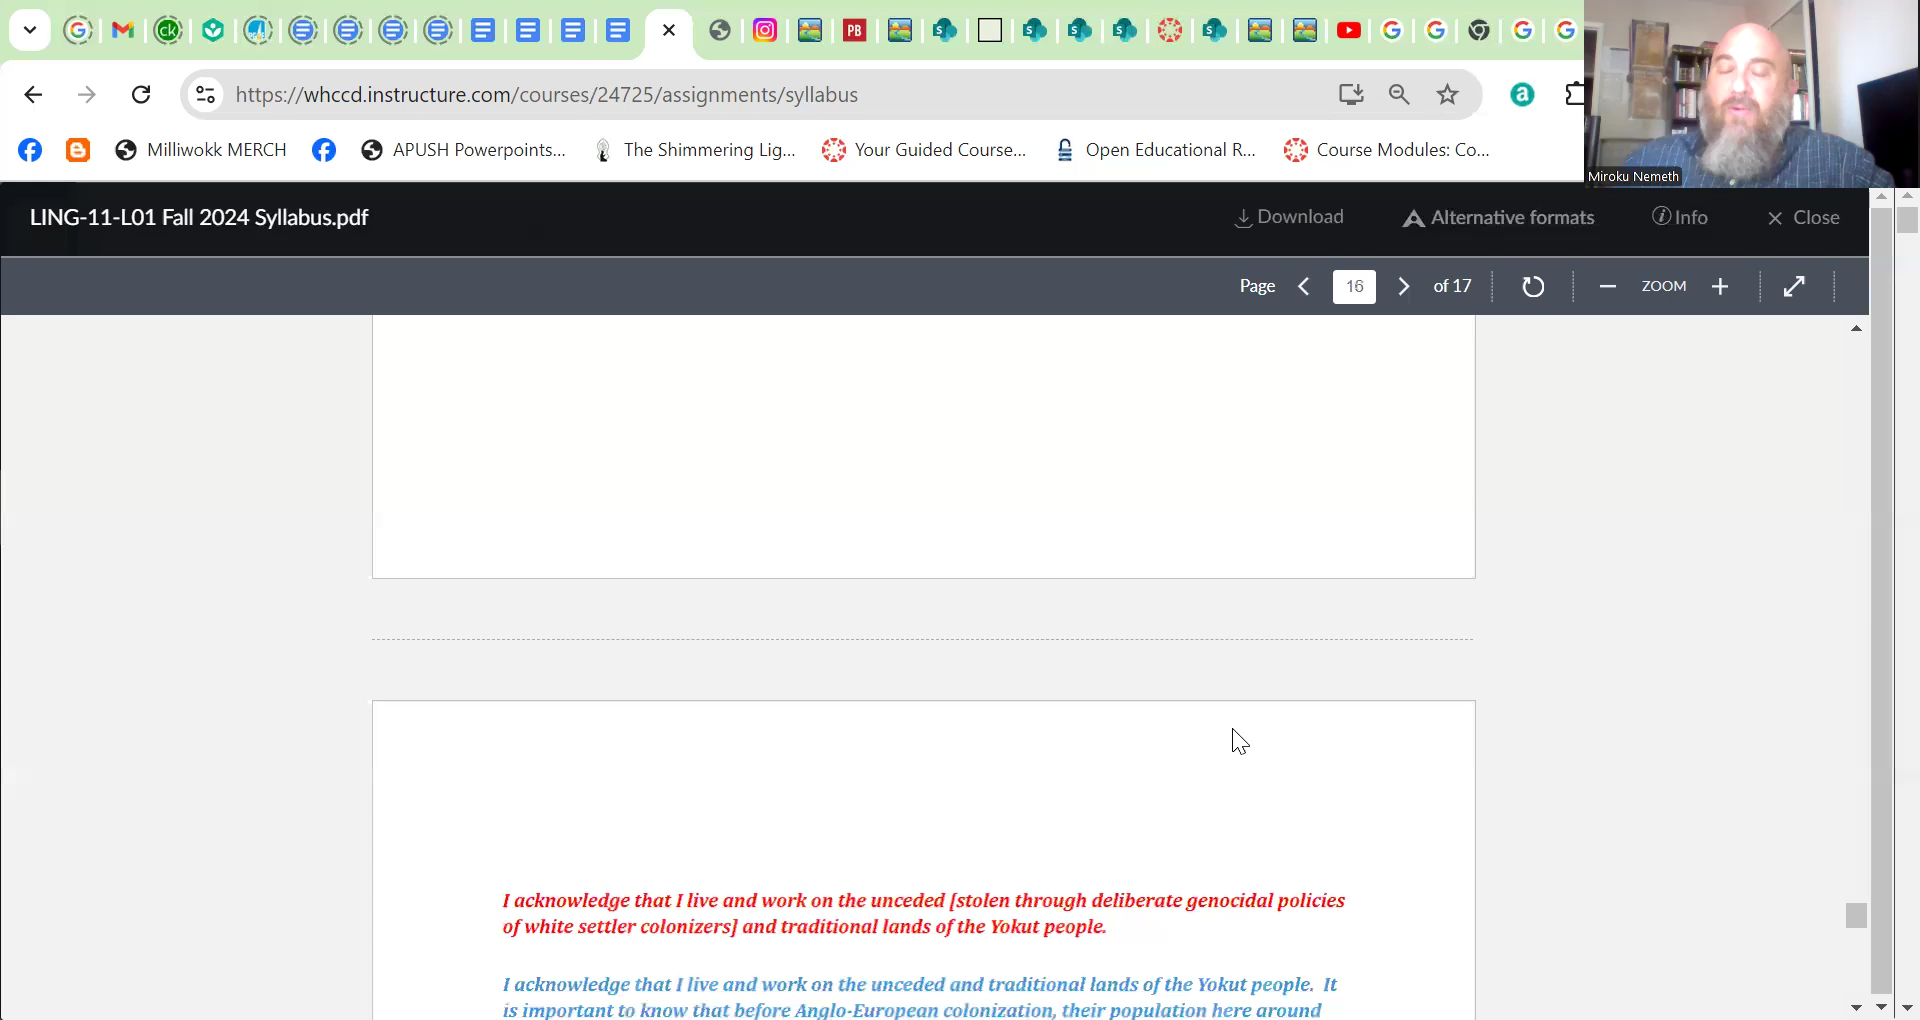 https://whccd.instructure.com/courses/24725/assignments/syllabus
Milliwokk MERCH
APUSH Powerpoints...
The Shimmering Lig...
Your Guided Course...
Open Educational R...
Course Modules: Co...
Miroku Nemeth
LING-11-L01 Fall 2024 Syllabus.pdf
Download
Alternative formats
Info
Close
Page 16 of 17
ZOOM
I acknowledge that I live and work on the unceded [stolen through deliberate genocidal policies
of white settler colonizers] and traditional lands of the Yokut people.
I acknowledge that I live and work on the unceded and traditional lands of the Yokut people. It
is important to know that before Anglo-European colonization, their population here around